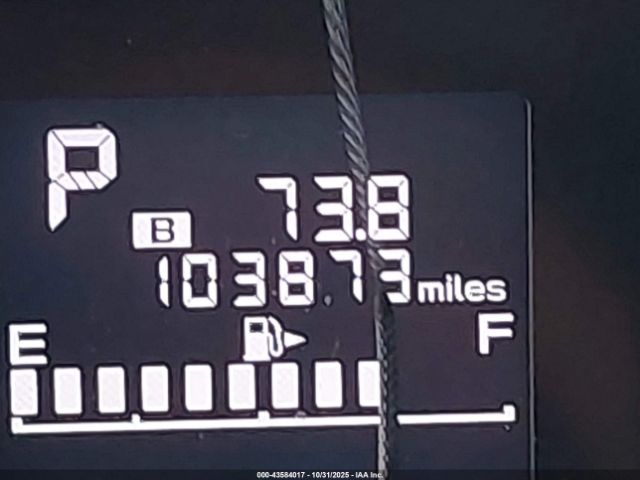 P
73.8
B
103873 miles
E F
000-43584017 - 10/31/2025 - IAA Inc.